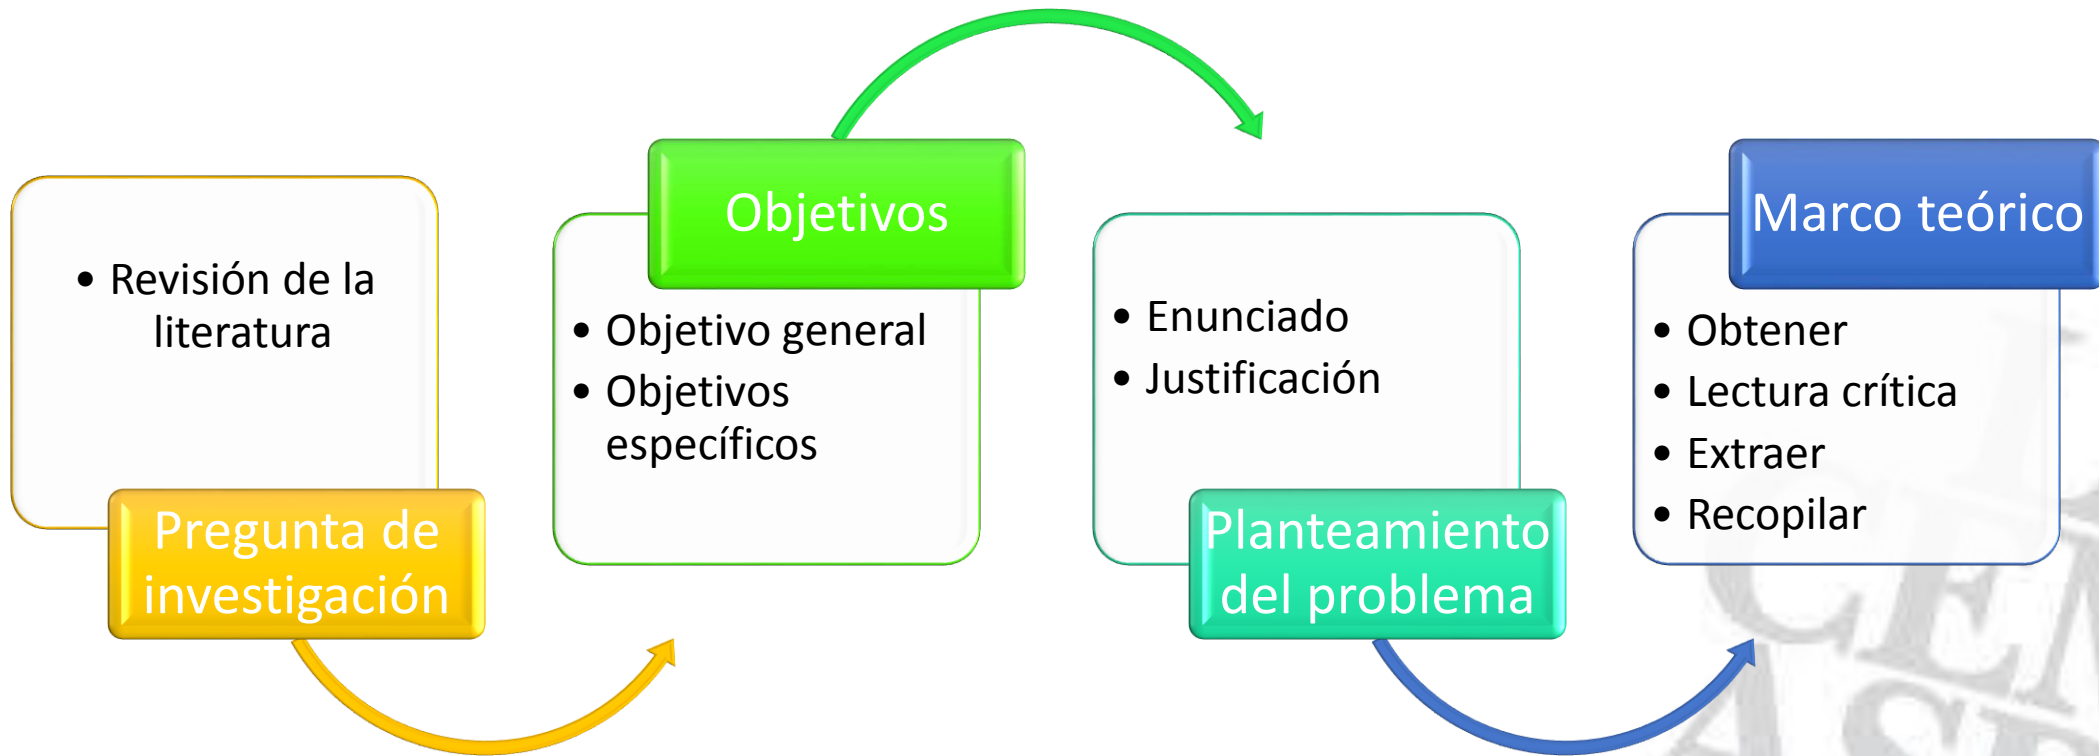 • Revisión de la
literatura
Pregunta de
investigación
Objetivos
• Objetivo general
• Objetivos
específicos
• Enunciado
• Justificación
Planteamiento
del problema
Marco teórico
• Obtener
• Lectura crítica
• Extraer
• Recopilar